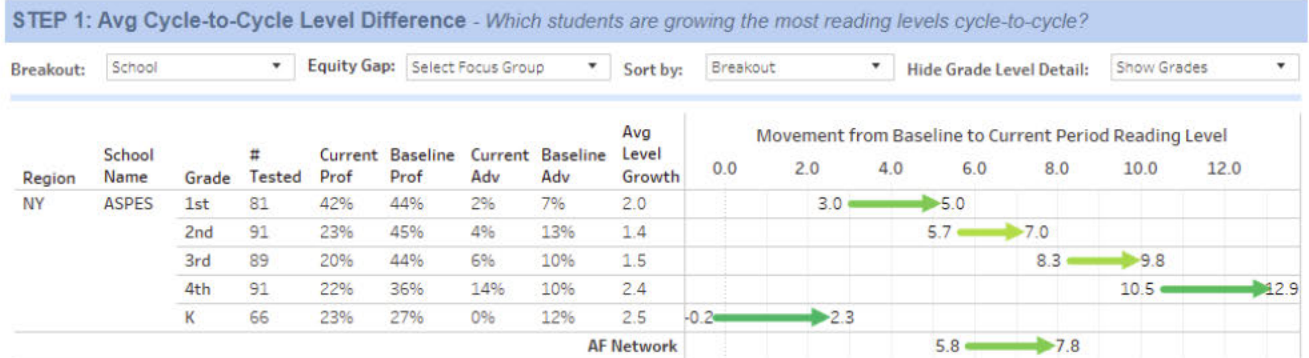 STEP 1: Avg Cycle-to-Cycle Level Difference - Which students are growing the most reading levels cycle-to-cycle?
Breakout: School Equity Gap: Select Focus Group Sort by: Breakout Hide Grade Level Detail: Show Grades
Region School Name Grade # Tested Current Prof Baseline Prof Current Adv Baseline Adv Avg Level Growth Movement from Baseline to Current Period Reading Level
0.0 2.0 4.0 6.0 8.0 10.0 12.0
NY ASPES 1st 81 42% 44% 2% 7% 2.0 3.0 5.0
2nd 91 23% 45% 4% 13% 1.4 5.7 7.0
3rd 89 20% 44% 6% 10% 1.5 8.3 9.8
4th 91 22% 36% 14% 10% 2.4 10.5 12.9
K 66 23% 27% 0% 12% 2.5 -0.2 2.3
AF Network 5.8 7.8